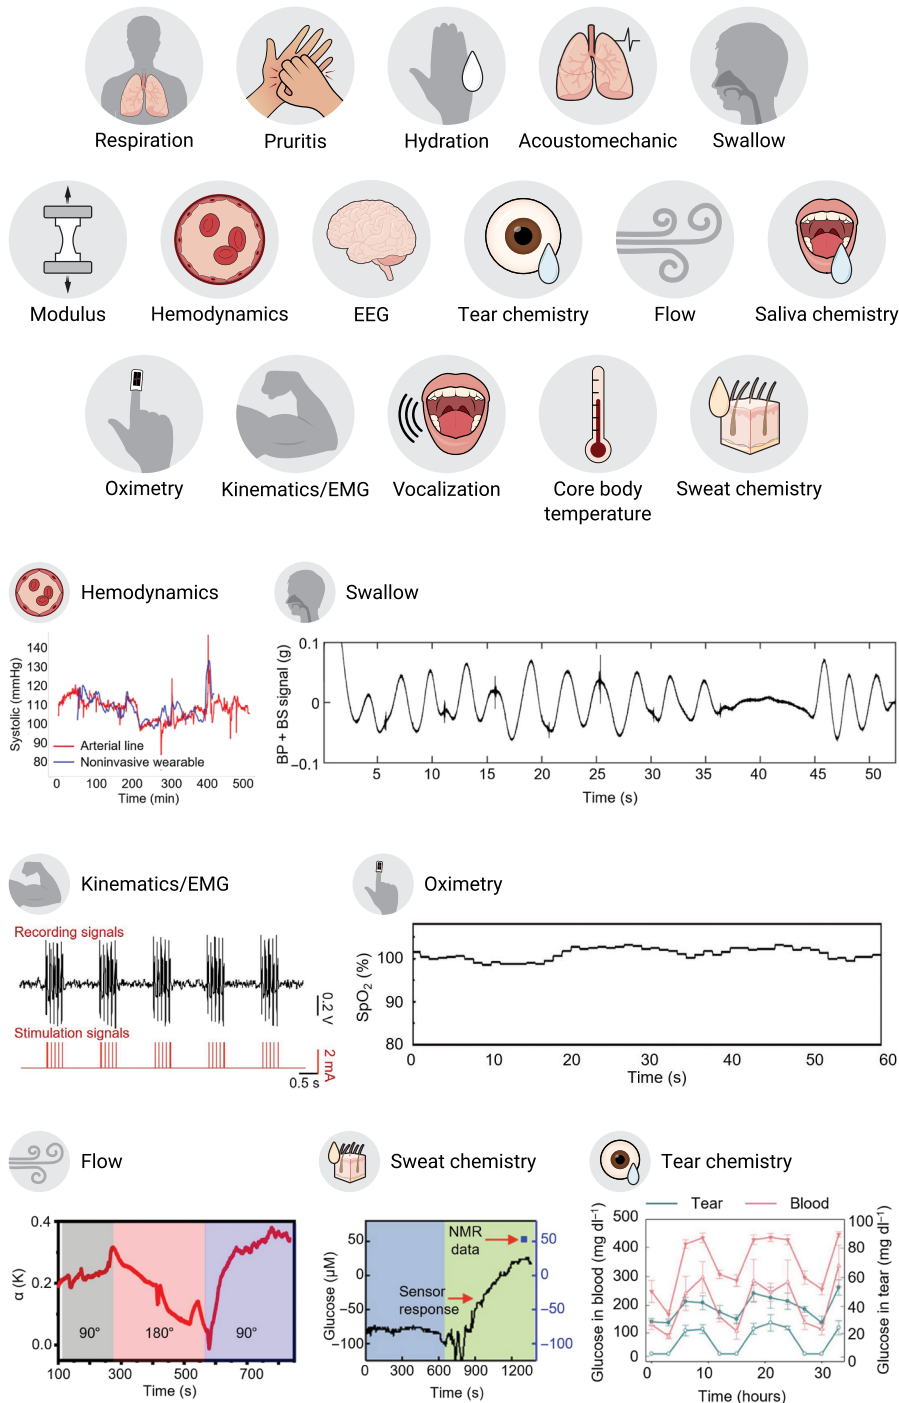 Respiration
Pruritis
Hydration
Acoustomechanic
Swallow
Modulus
Hemodynamics
EEG
Tear chemistry
Flow
Saliva chemistry
Oximetry
Kinematics/EMG
Vocalization
Core body
temperature
Sweat chemistry
Hemodynamics
Systolic (mmHg)
140
130
120
110
100
90
80
Arterial line
Noninvasive wearable
0 100 200 300 400 500
Time (min)
Swallow
BP + BS signal (g)
0.1
0
−0.1
5 10 15 20 25 30 35 40 45 50
Time (s)
Kinematics/EMG
Recording signals
0.2 V
Stimulation signals
2 mA
0.5 s
Oximetry
SpO2 (%)
100
90
80
0 10 20 30 40 50 60
Time (s)
Flow
α (K)
0.4
0.2
0.0
90° 180° 90°
100 300 500 700
Time (s)
Sweat chemistry
Glucose (μM)
50
0
−50
−100
NMR
data
Sensor
response
50
0
−50
−100
0 300 600 900 1200
Time (s)
Tear chemistry
Tear Blood
Glucose in blood (mg dl−1)
500
400
300
200
100
0
100
80
60
40
20
0
Glucose in tear (mg dl−1)
0 10 20 30
Time (hours)